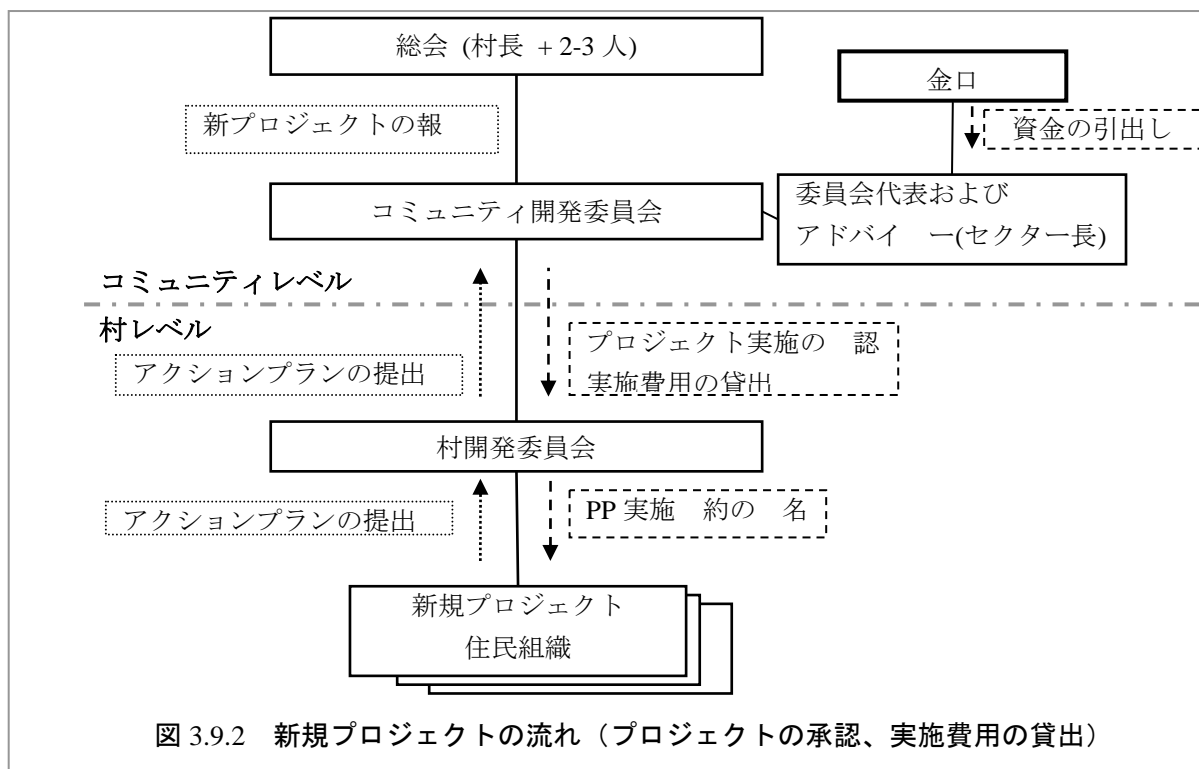 総会 (村長 + 2-3 人)
金口
新プロジェクトの報
資金の引出し
コミュニティ開発委員会
委員会代表および
アドバイ ー(セクター長)
コミュニティレベル
村レベル
アクションプランの提出
プロジェクト実施の 認
実施費用の貸出
村開発委員会
アクションプランの提出
PP 実施 約の 名
新規プロジェクト
住民組織
図 3.9.2 新規プロジェクトの流れ（プロジェクトの承認、実施費用の貸出）